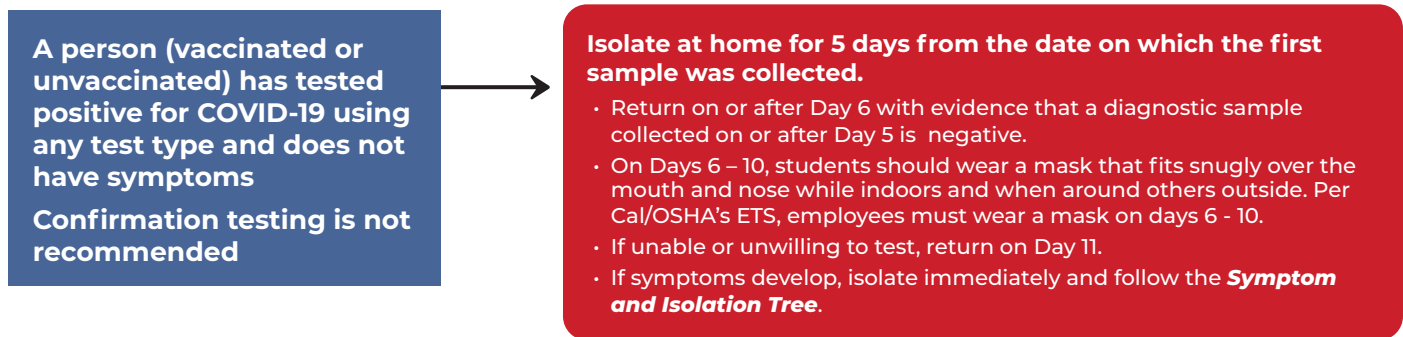 A person (vaccinated or
unvaccinated) has tested
positive for COVID-19 using
any test type and does not
have symptoms
Confirmation testing is not
recommended
Isolate at home for 5 days from the date on which the first
sample was collected.
• Return on or after Day 6 with evidence that a diagnostic sample
collected on or after Day 5 is negative.
• On Days 6 – 10, students should wear a mask that fits snugly over the
mouth and nose while indoors and when around others outside. Per
Cal/OSHA's ETS, employees must wear a mask on days 6 - 10.
• If unable or unwilling to test, return on Day 11.
• If symptoms develop, isolate immediately and follow the Symptom
and Isolation Tree.